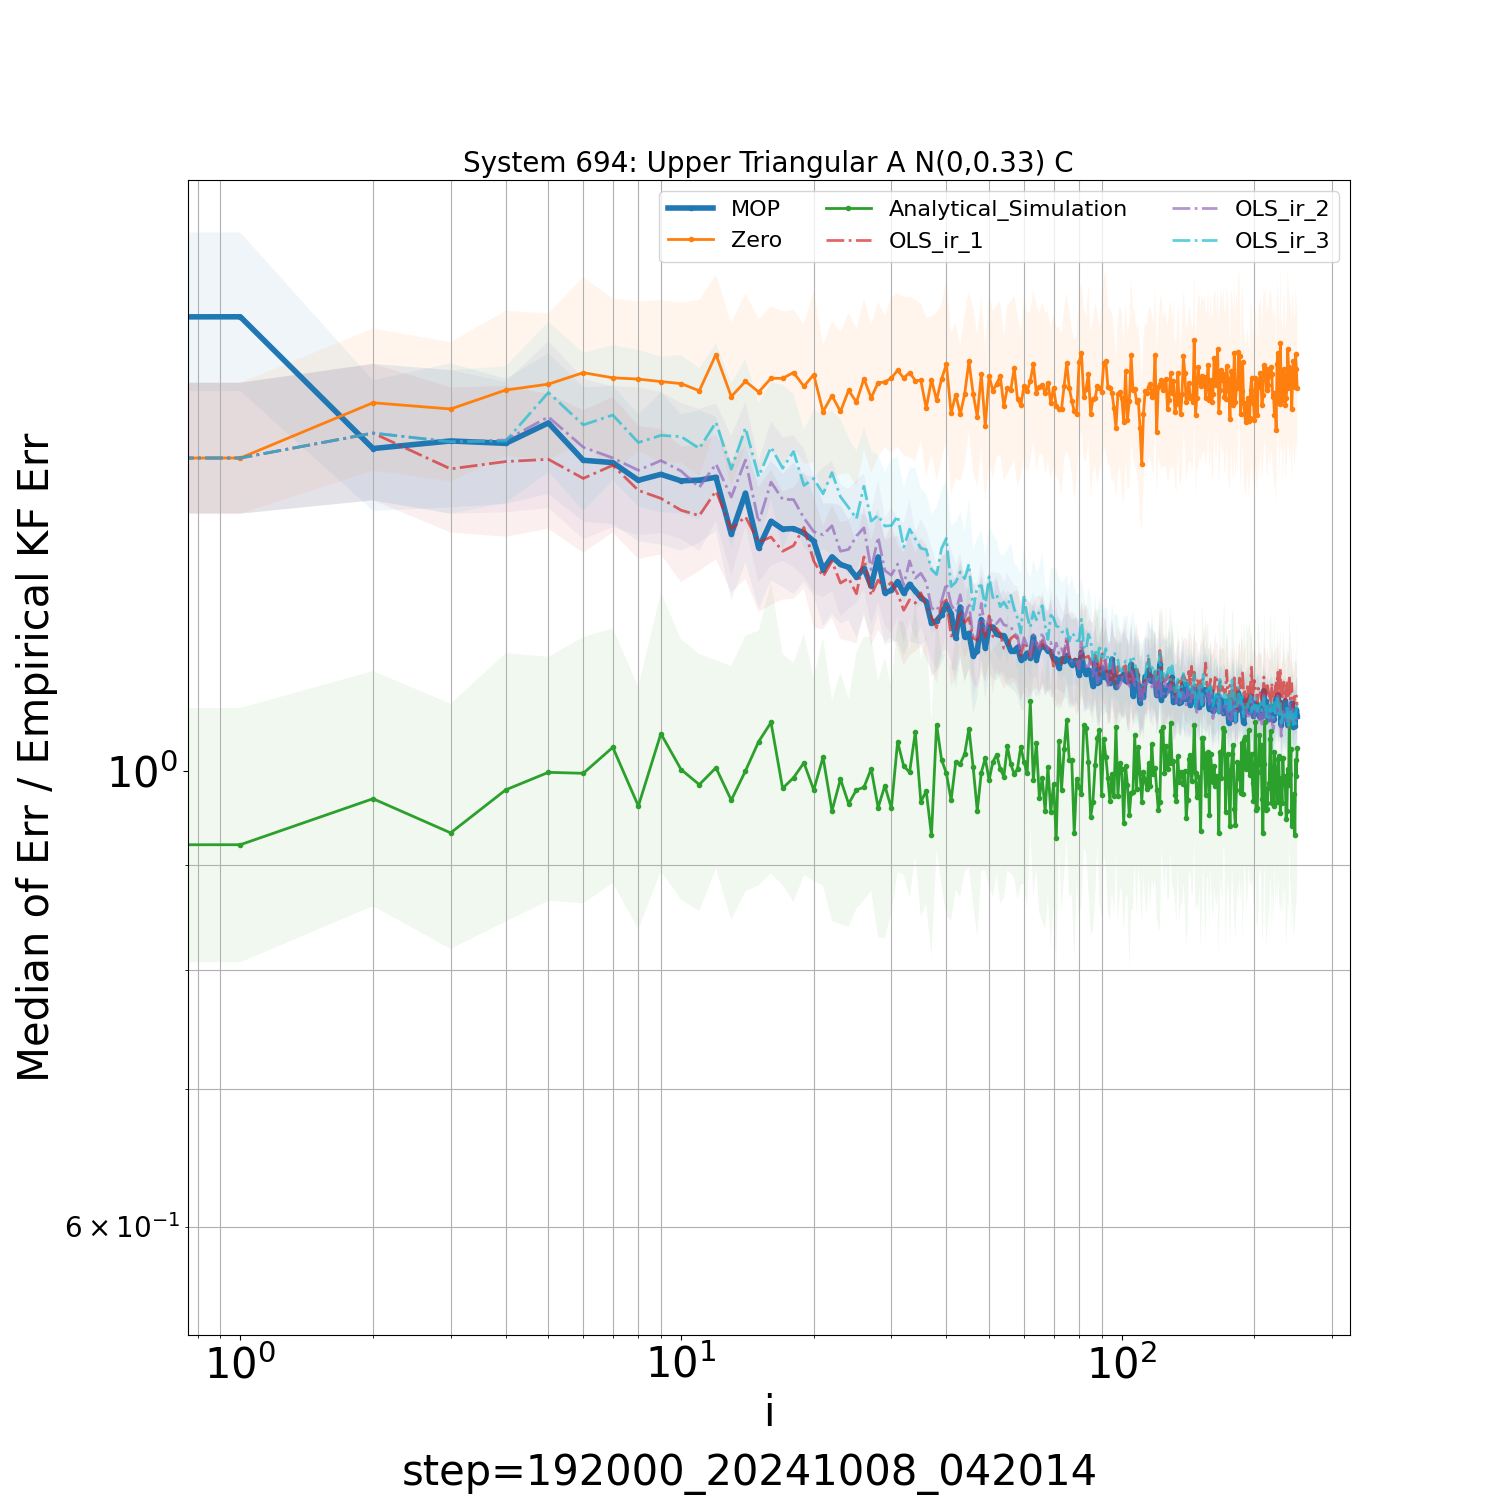 System 694: Upper Triangular A N(0,0.33) C
MOP
Zero
Analytical_Simulation
OLS_ir_1
OLS_ir_2
OLS_ir_3
Median of Err / Empirical KF Err
10⁰
6 × 10⁻¹
10⁰ 10¹ 10²
i
step=192000_20241008_042014